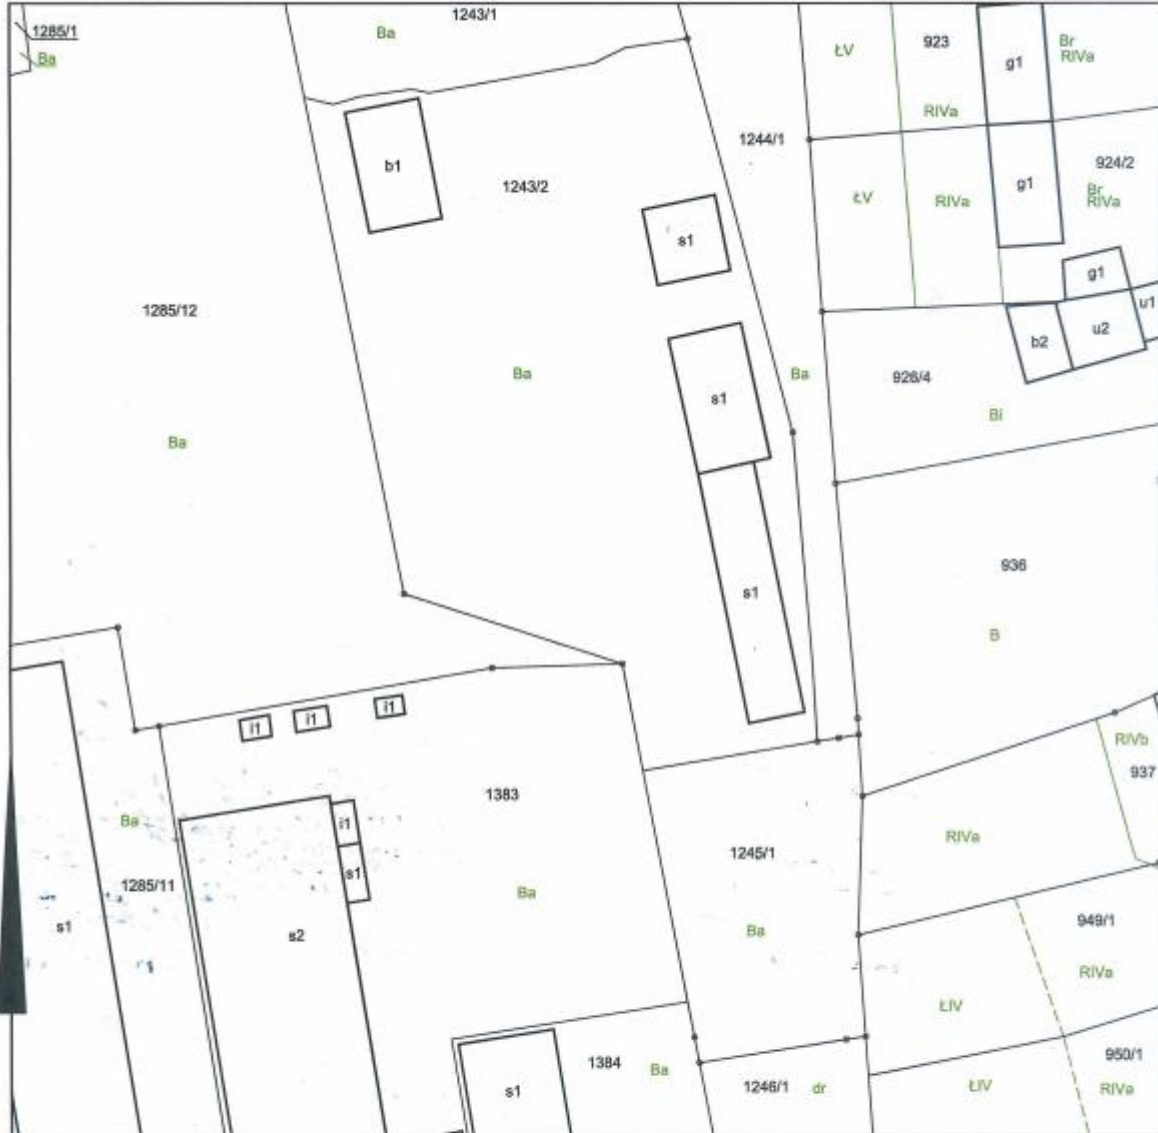 1285/1
Ba
Ba
1243/1
ŁV
923
g1
Br
RIVa
RIVa
1244/1
b1
1243/2
ŁV
RIVa
g1
924/2
Br
RIVa
s1
g1
u1
1285/12
b2
u2
Ba
Ba
926/4
s1
Bi
Ba
936
s1
B
i1
i1
i1
RIVb
937
1383
Ba
i1
RIVa
1245/1
s1
1285/11
Ba
s1
s2
Ba
949/1
RIVa
ŁIV
1384
Ba
950/1
s1
1246/1
dr
ŁIV
RIVa